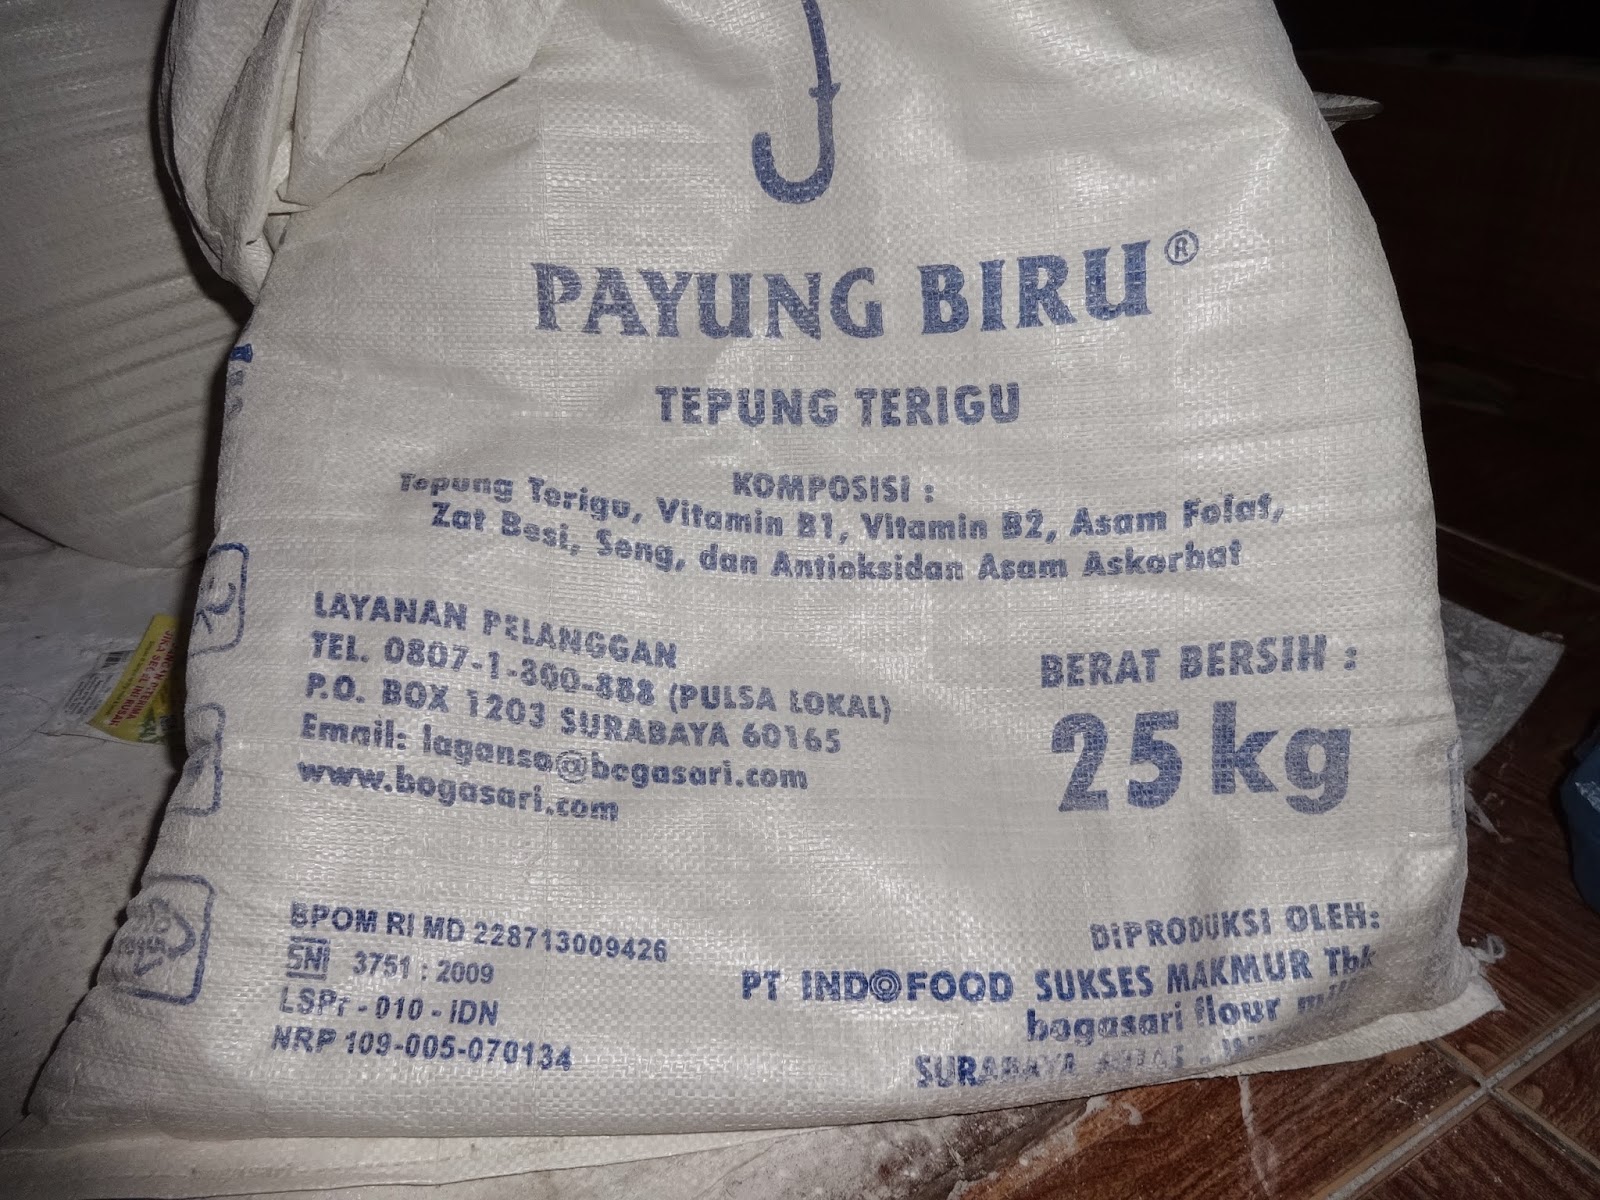 PAYUNG BIRU®
TEPUNG TERIGU
KOMPOSISI :
Tepung Terigu, Vitamin B1, Vitamin B2, Asam Folat,
Zat Besi, Seng, dan Antioksidan Asam Askorbat
LAYANAN PELANGGAN
TEL. 0807-1-800-888 (PULSA LOKAL)
P.O. BOX 1203 SURABAYA 60165
Email: laganso@bogasari.com
www.bogasari.com
BERAT BERSIH :
25 kg
BPOM RI MD 228713009426
SNI 3751 : 2009
LSPr - 010 - IDN
NRP 109-005-070134
DIPRODUKSI OLEH:
PT INDOFOOD SUKSES MAKMUR Tbk
bogasari flour
SURABAYA